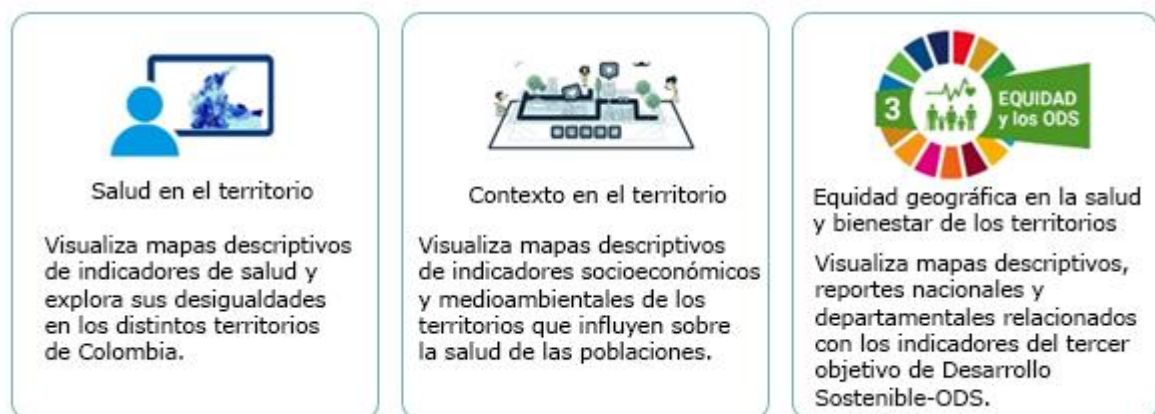 Salud en el territorio
Visualiza mapas descriptivos
de indicadores de salud y
explora sus desigualdades
en los distintos territorios
de Colombia.
Contexto en el territorio
Visualiza mapas descriptivos
de indicadores socioeconómicos
y medioambientales de los
territorios que influyen sobre
la salud de las poblaciones.
3
EQUIDAD
y los ODS
Equidad geográfica en la salud
y bienestar de los territorios
Visualiza mapas descriptivos,
reportes nacionales y
departamentales relacionados
con los indicadores del tercer
objetivo de Desarrollo
Sostenible-ODS.